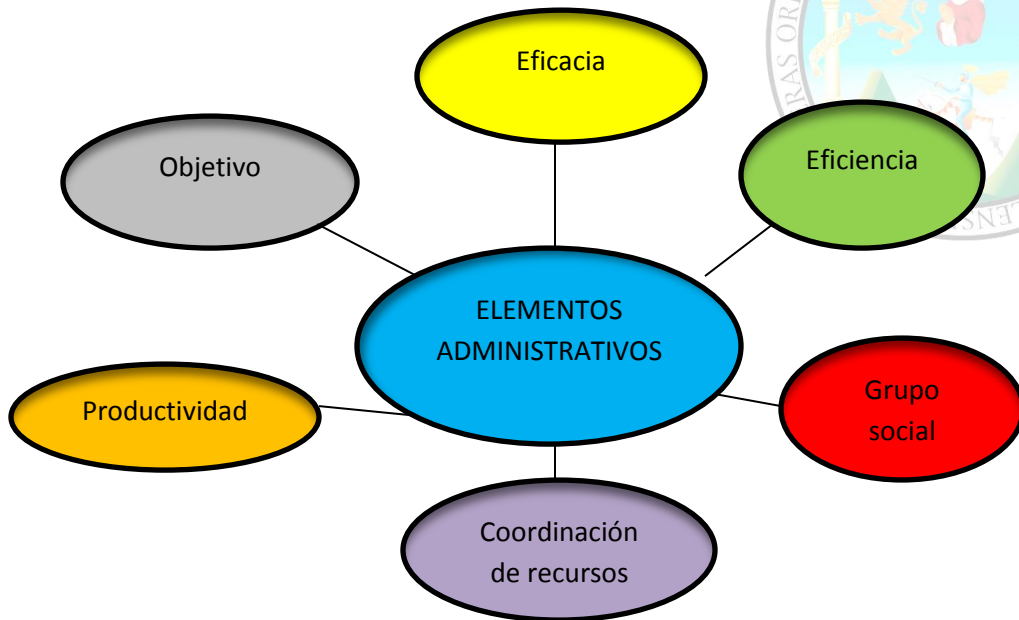 Eficacia
Objetivo
Eficiencia
ELEMENTOS
ADMINISTRATIVOS
Productividad
Grupo
social
Coordinación
de recursos